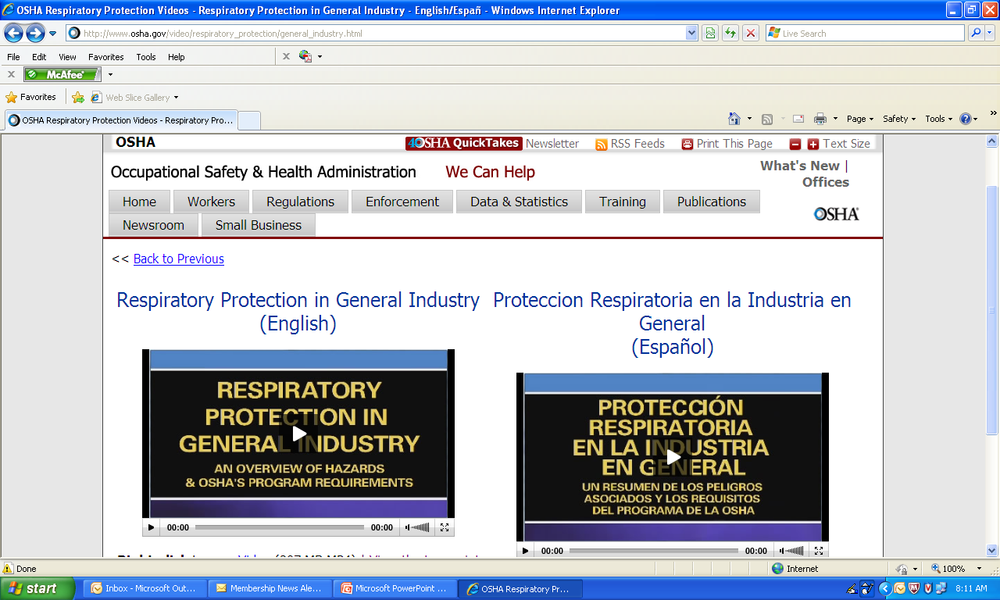 OSHA Respiratory Protection Videos - Respiratory Protection in General Industry - English/Españ - Windows Internet Explorer
http://www.osha.gov/video/respiratory_protection/general_industry.html
Live Search
File Edit View Favorites Tools Help
McAfee
Favorites Web Slice Gallery
OSHA Respiratory Protection Videos - Respiratory Pro...
Page Safety Tools
OSHA
40SHA QuickTakes Newsletter RSS Feeds Print This Page Text Size
Occupational Safety & Health Administration We Can Help
What's New |
Offices
Home Workers Regulations Enforcement Data & Statistics Training Publications
OSHA
Newsroom Small Business
<< Back to Previous
Respiratory Protection in General Industry
(English)
RESPIRATORY
PROTECTION IN
GENERAL INDUSTRY
AN OVERVIEW OF HAZARDS
& OSHA'S PROGRAM REQUIREMENTS
00:00 00:00
Proteccion Respiratoria en la Industria en
General
(Español)
PROTECCIÓN
RESPIRATORIA
EN LA INDUSTRIA
EN GENERAL
UN RESUMEN DE LOS PELIGROS
ASOCIADOS Y LOS REQUISITOS
DEL PROGRAMA DE LA OSHA
00:00 00:00
Done Internet 100%
start Inbox - Microsoft Out... Membership News Ale... Microsoft PowerPoint ... OSHA Respiratory Pr... 8:11 AM